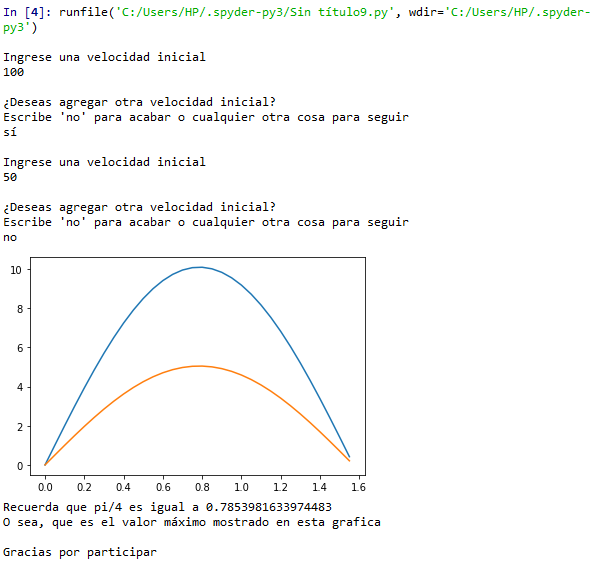 In [4]: runfile('C:/Users/HP/.spyder-py3/Sin título9.py', wdir='C:/Users/HP/.spyder-
py3')
Ingrese una velocidad inicial
100
¿Deseas agregar otra velocidad inicial?
Escribe 'no' para acabar o cualquier otra cosa para seguir
sí
Ingrese una velocidad inicial
50
¿Deseas agregar otra velocidad inicial?
Escribe 'no' para acabar o cualquier otra cosa para seguir
no
10
8
6
4
2
0
0.0 0.2 0.4 0.6 0.8 1.0 1.2 1.4 1.6
Recuerda que pi/4 es igual a 0.7853981633974483
O sea, que es el valor máximo mostrado en esta grafica
Gracias por participar